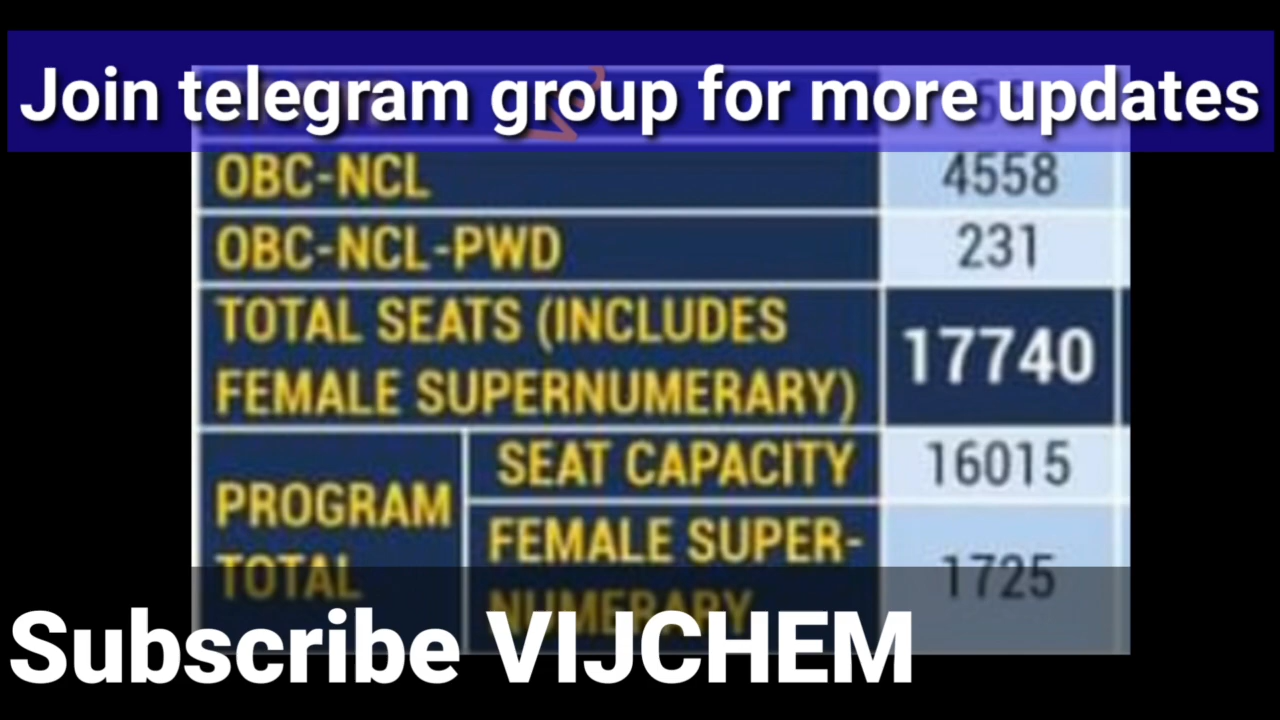 Join telegram group for more updates
OBC-NCL 4558
OBC-NCL-PWD 231
TOTAL SEATS (INCLUDES
FEMALE SUPERNUMERARY) 17740
PROGRAM
TOTAL
SEAT CAPACITY 16015
FEMALE SUPER-
NUMERARY 1725
Subscribe VIJCHEM